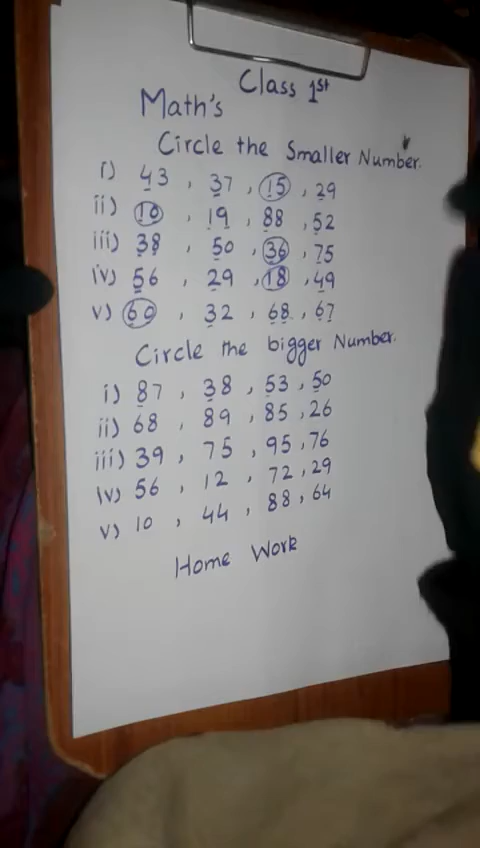 Class 1st
Math's
Circle the Smaller Number.
i) 43 , 37 , 15 , 29
ii) 10 , 19 , 88 , 52
iii) 38 , 50 , 36 , 75
iv) 56 , 29 , 18 , 49
v) 60 , 32 , 68 , 67
Circle the bigger Number.
i) 87 , 38 , 53 , 50
ii) 68 , 89 , 85 , 26
iii) 39 , 75 , 95 , 76
iv) 56 , 12 , 72 , 29
v) 10 , 44 , 88 , 64
Home Work